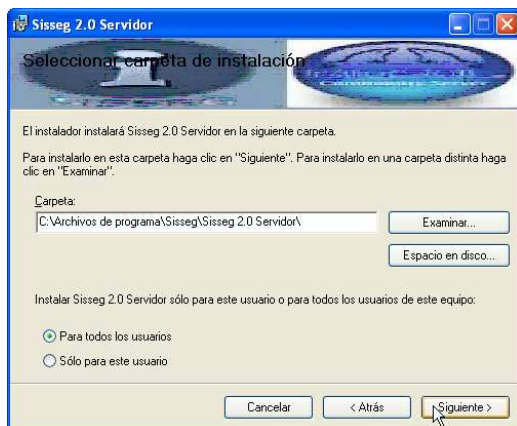 Sisseg 2.0 Servidor
Seleccionar carpeta de instalación
El instalador instalará Sisseg 2.0 Servidor en la siguiente carpeta.
Para instalarlo en esta carpeta haga clic en "Siguiente". Para instalarlo en una carpeta distinta haga
clic en "Examinar".
Carpeta:
C:\Archivos de programa\Sisseg\Sisseg 2.0 Servidor\
Examinar...
Espacio en disco...
Instalar Sisseg 2.0 Servidor sólo para este usuario o para todos los usuarios de este equipo:
Para todos los usuarios
Sólo para este usuario
Cancelar
< Atrás
Siguiente >